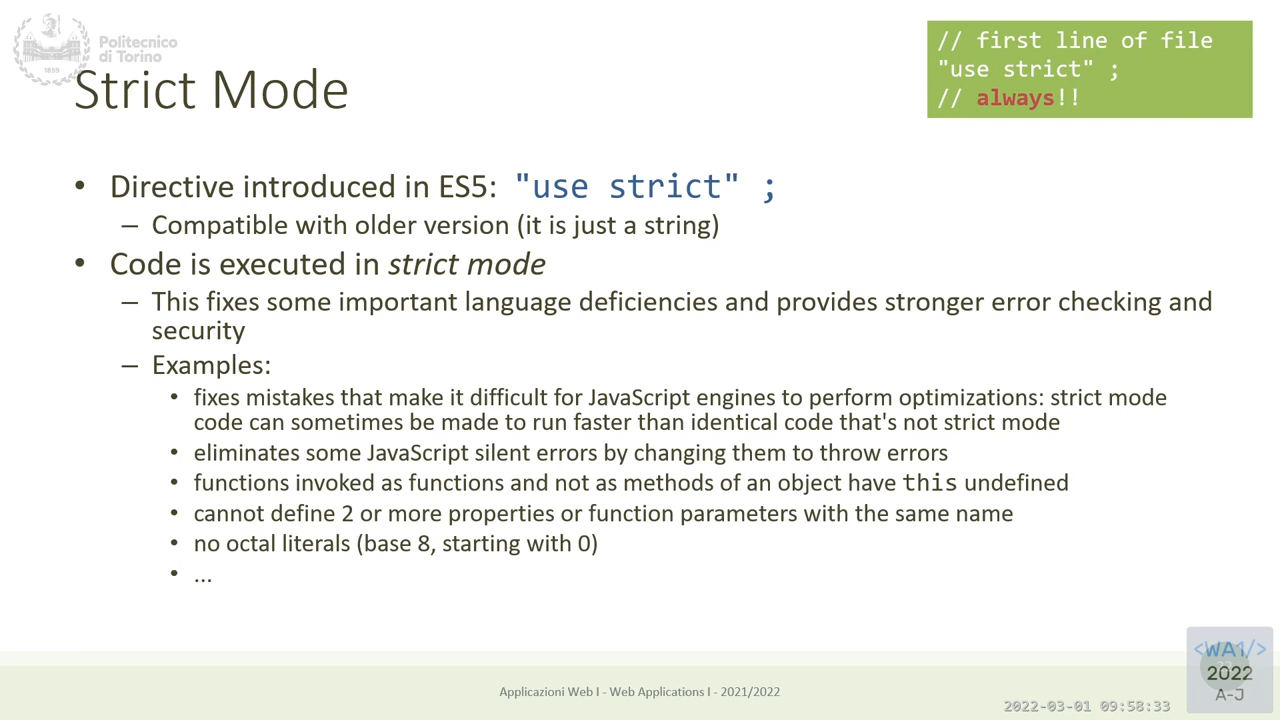 Politecnico
di Torino
1859
Strict Mode
// first line of file
"use strict" ;
// always!!
• Directive introduced in ES5: "use strict" ;
– Compatible with older version (it is just a string)
• Code is executed in strict mode
– This fixes some important language deficiencies and provides stronger error checking and
security
– Examples:
• fixes mistakes that make it difficult for JavaScript engines to perform optimizations: strict mode
code can sometimes be made to run faster than identical code that's not strict mode
• eliminates some JavaScript silent errors by changing them to throw errors
• functions invoked as functions and not as methods of an object have this undefined
• cannot define 2 or more properties or function parameters with the same name
• no octal literals (base 8, starting with 0)
• ...
Applicazioni Web I - Web Applications I - 2021/2022
2022-03-01 09:58:33
<WA1/>
2022
A-J